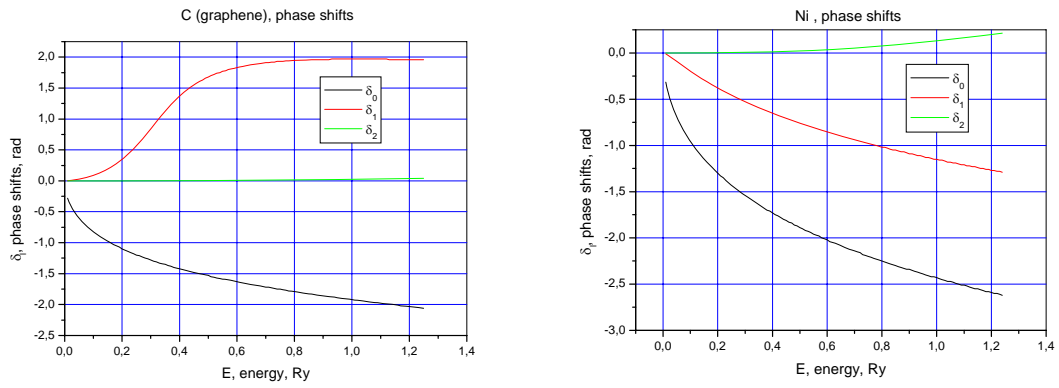 C (graphene), phase shifts
2,0
1,5
1,0
0,5
0,0
-0,5
-1,0
-1,5
-2,0
-2,5
δ₀
δ₁
δ₂
δₗ, phase shifts, rad
0,0 0,2 0,4 0,6 0,8 1,0 1,2 1,4
E, energy, Ry
Ni , phase shifts
0,0
-0,5
-1,0
-1,5
-2,0
-2,5
-3,0
δ₀
δ₁
δ₂
δₗ, phase shifts, rad
0,0 0,2 0,4 0,6 0,8 1,0 1,2 1,4
E, energy, Ry